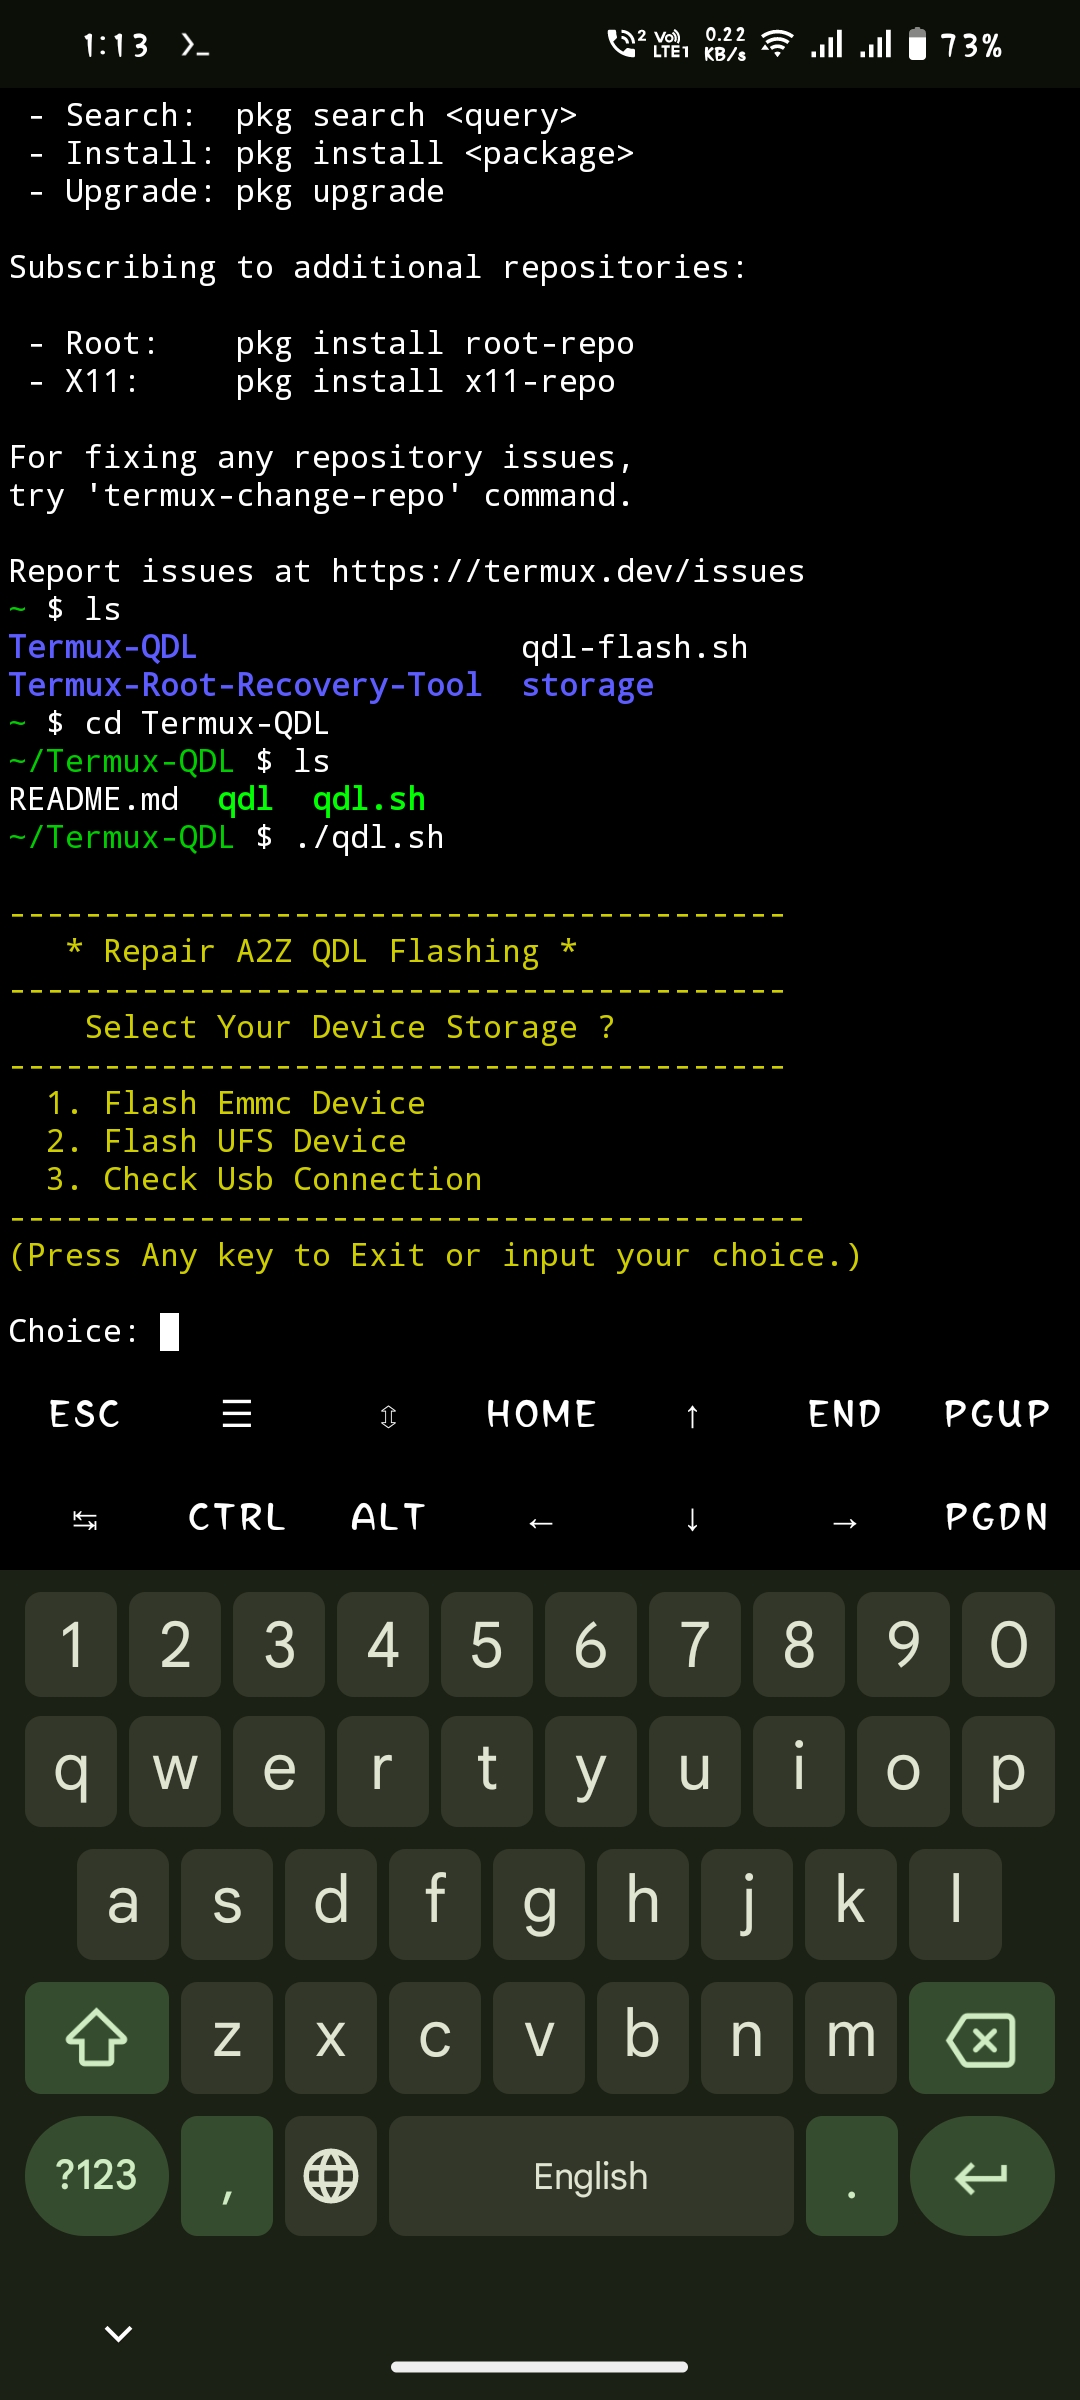 1:13 >_ 2 Vo) LTE1 0.22 KB/s 73%
- Search:  pkg search <query>
- Install: pkg install <package>
- Upgrade: pkg upgrade
Subscribing to additional repositories:
- Root:    pkg install root-repo
- X11:     pkg install x11-repo
For fixing any repository issues,
try 'termux-change-repo' command.
Report issues at https://termux.dev/issues
~ $ ls
Termux-QDL                 qdl-flash.sh
Termux-Root-Recovery-Tool  storage
~ $ cd Termux-QDL
~/Termux-QDL $ ls
README.md  qdl  qdl.sh
~/Termux-QDL $ ./qdl.sh
-----------------------------------------
* Repair A2Z QDL Flashing *
-----------------------------------------
Select Your Device Storage ?
-----------------------------------------
1. Flash Emmc Device
2. Flash UFS Device
3. Check Usb Connection
------------------------------------------
(Press Any key to Exit or input your choice.)
Choice:
ESC ☰ ⇳ HOME ↑ END PGUP
↹ CTRL ALT ← ↓ → PGDN
1 2 3 4 5 6 7 8 9 0
q w e r t y u i o p
a s d f g h j k l
z x c v b n m
?123 , English .